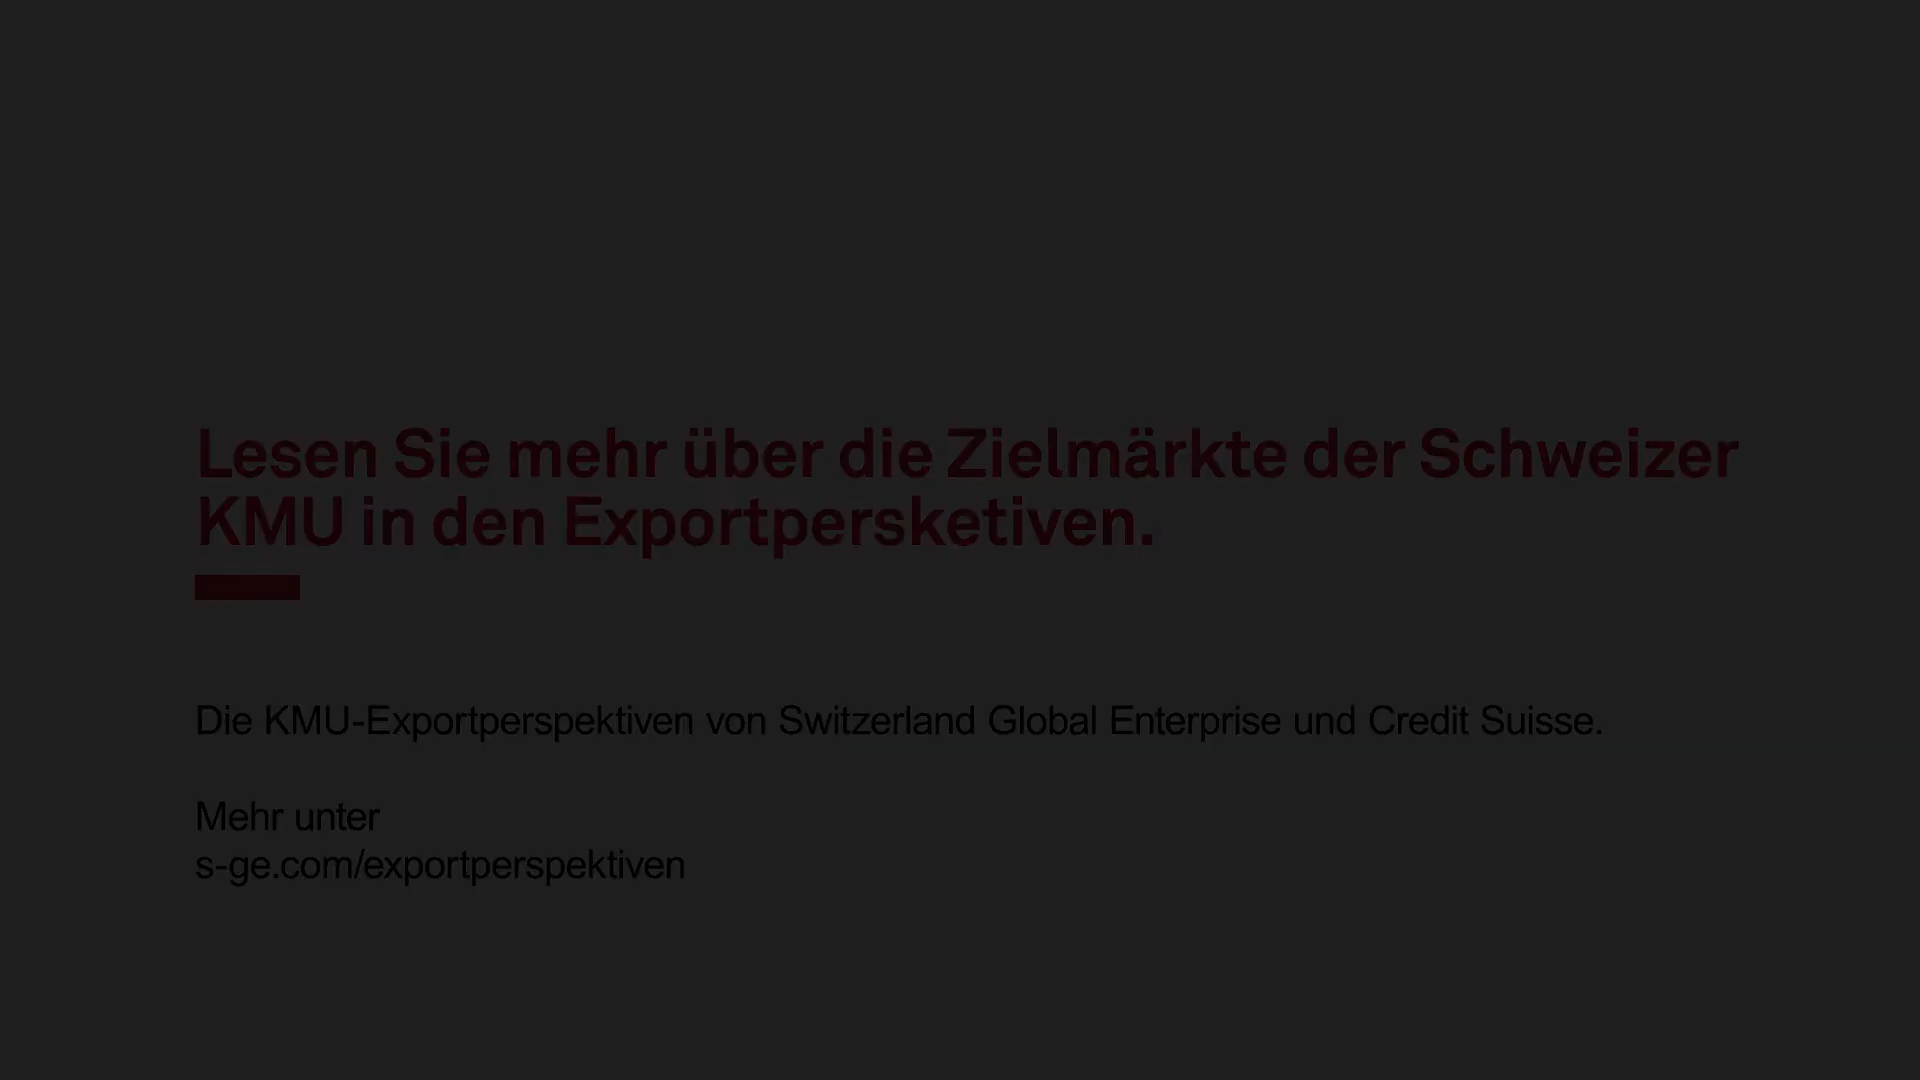 Lesen Sie mehr über die Zielmärkte der Schweizer
KMU in den Exportpersketiven.
Die KMU-Exportperspektiven von Switzerland Global Enterprise und Credit Suisse.
Mehr unter
s-ge.com/exportperspektiven